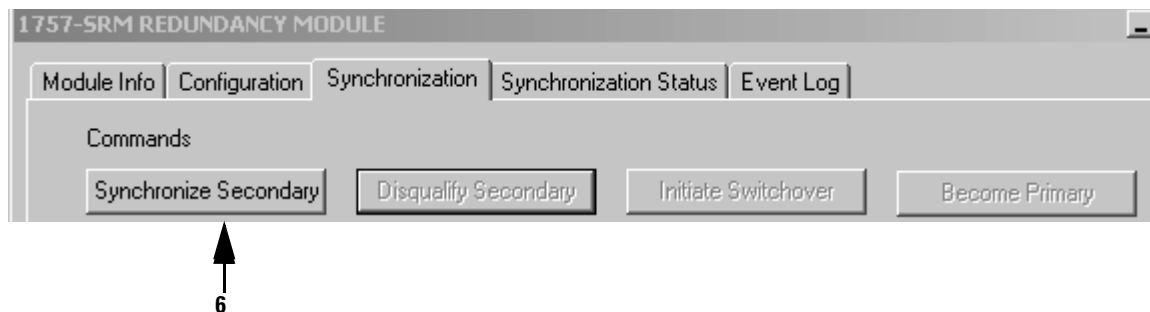 1757-SRM REDUNDANCY MODULE
Module Info Configuration Synchronization Synchronization Status Event Log
Commands
Synchronize Secondary Disqualify Secondary Initiate Switchover Become Primary
6